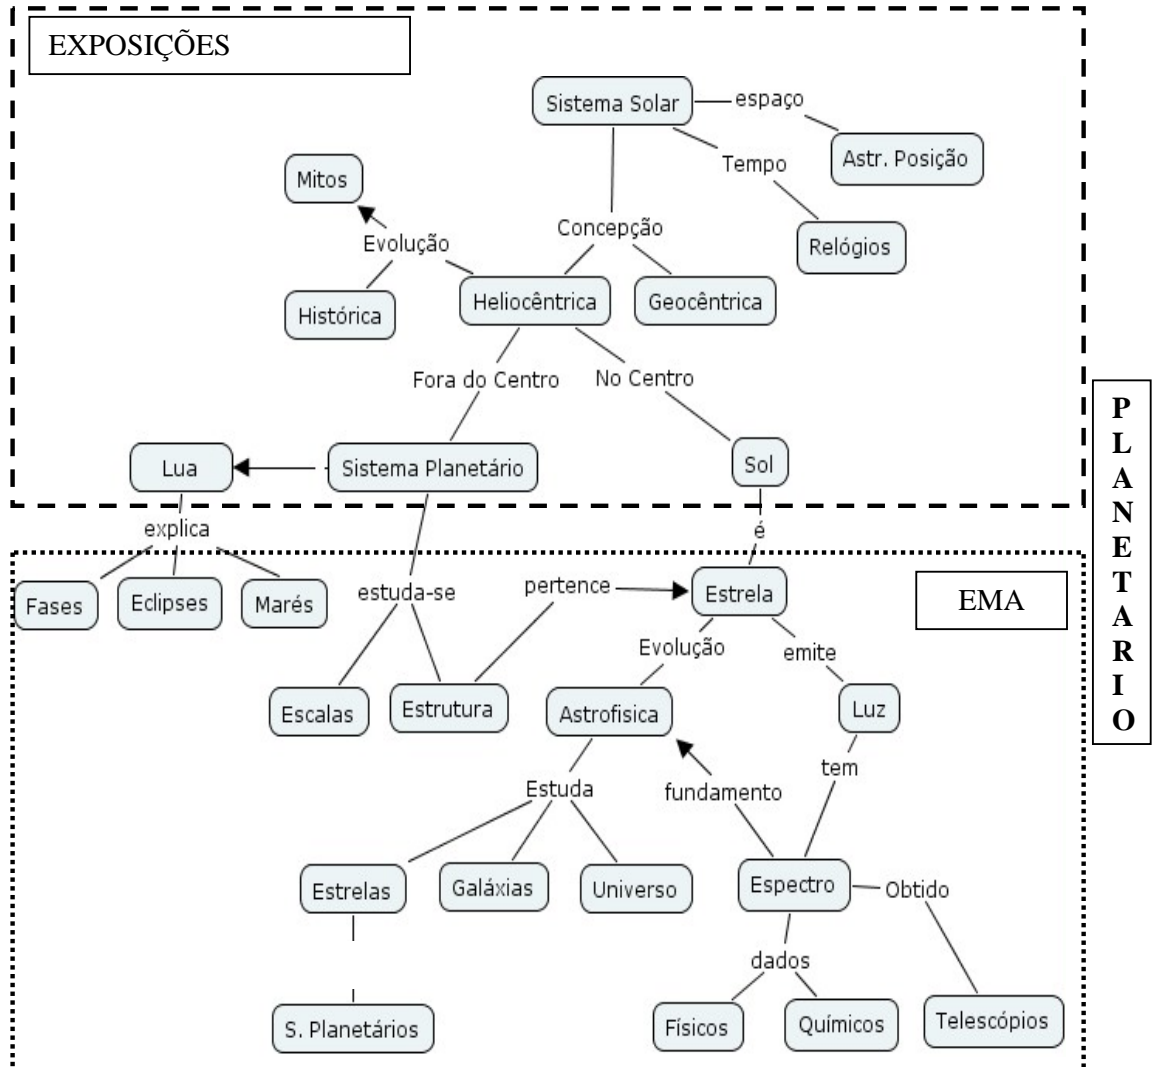 EXPOSIÇÕES
Sistema Solar
espaço
Astr. Posição
Tempo
Mitos
Concepção
Evolução
Relógios
Heliocêntrica
Geocêntrica
Histórica
Fora do Centro
No Centro
Lua
Sistema Planetário
Sol
explica
é
PLANETARIO
Fases
Eclipses
Marés
estuda-se
pertence
Estrela
EMA
Evolução
emite
Escalas
Estrutura
Astrofisica
Luz
tem
Estuda
fundamento
Estrelas
Galáxias
Universo
Espectro
Obtido
dados
S. Planetários
Físicos
Químicos
Telescópios